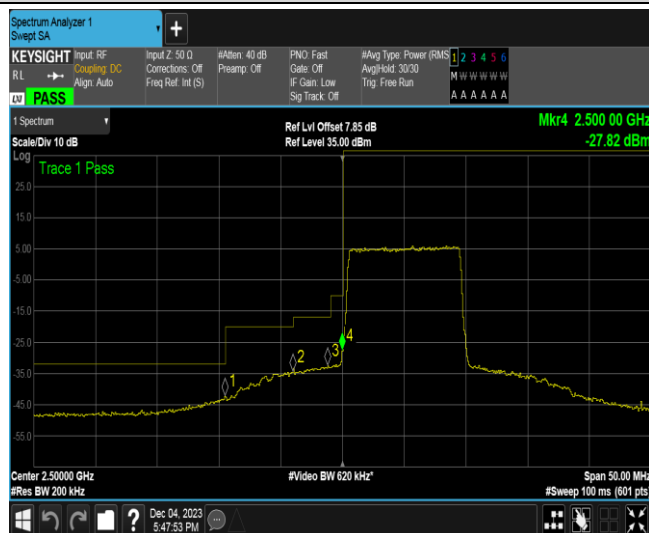 Spectrum Analyzer 1
Swept SA
+
KEYSIGHT
RL
LXI PASS
Input: RF
Coupling: DC
Align: Auto
Input Z: 50 Ω
Corrections: Off
Freq Ref: Int (S)
#Atten: 40 dB
Preamp: Off
PNO: Fast
Gate: Off
IF Gain: Low
Sig Track: Off
#Avg Type: Power (RMS
Avg|Hold: 30/30
Trig: Free Run
1 2 3 4 5 6
M W W W W W
A A A A A A
1 Spectrum
Scale/Div 10 dB
Ref Lvl Offset 7.85 dB
Ref Level 35.00 dBm
Mkr4 2.500 00 GHz
-27.82 dBm
Log
Trace 1 Pass
25.0
15.0
5.00
-5.00
-15.0
-25.0
-35.0
-45.0
-55.0
1
2
3
4
1
Center 2.50000 GHz
#Res BW 200 kHz
#Video BW 620 kHz*
Span 50.00 MHz
#Sweep 100 ms (601 pts)
?
Dec 04, 2023
5:47:53 PM